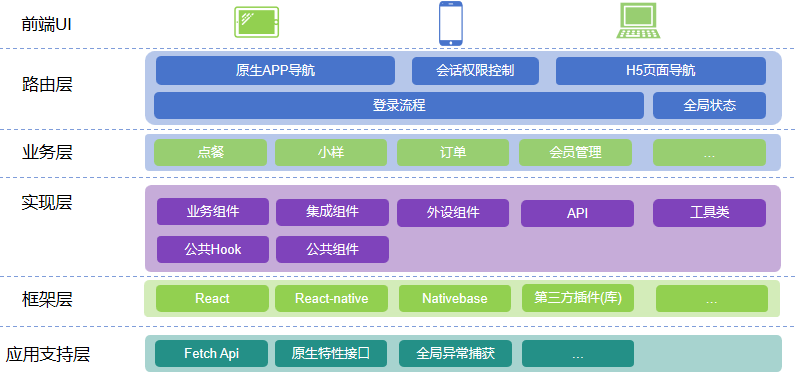 前端UI
路由层
原生APP导航
会话权限控制
H5页面导航
登录流程
全局状态
业务层
点餐
小样
订单
会员管理
...
实现层
业务组件
集成组件
外设组件
API
工具类
公共Hook
公共组件
框架层
React
React-native
Nativebase
第三方插件(库)
...
应用支持层
Fetch Api
原生特性接口
全局异常捕获
...